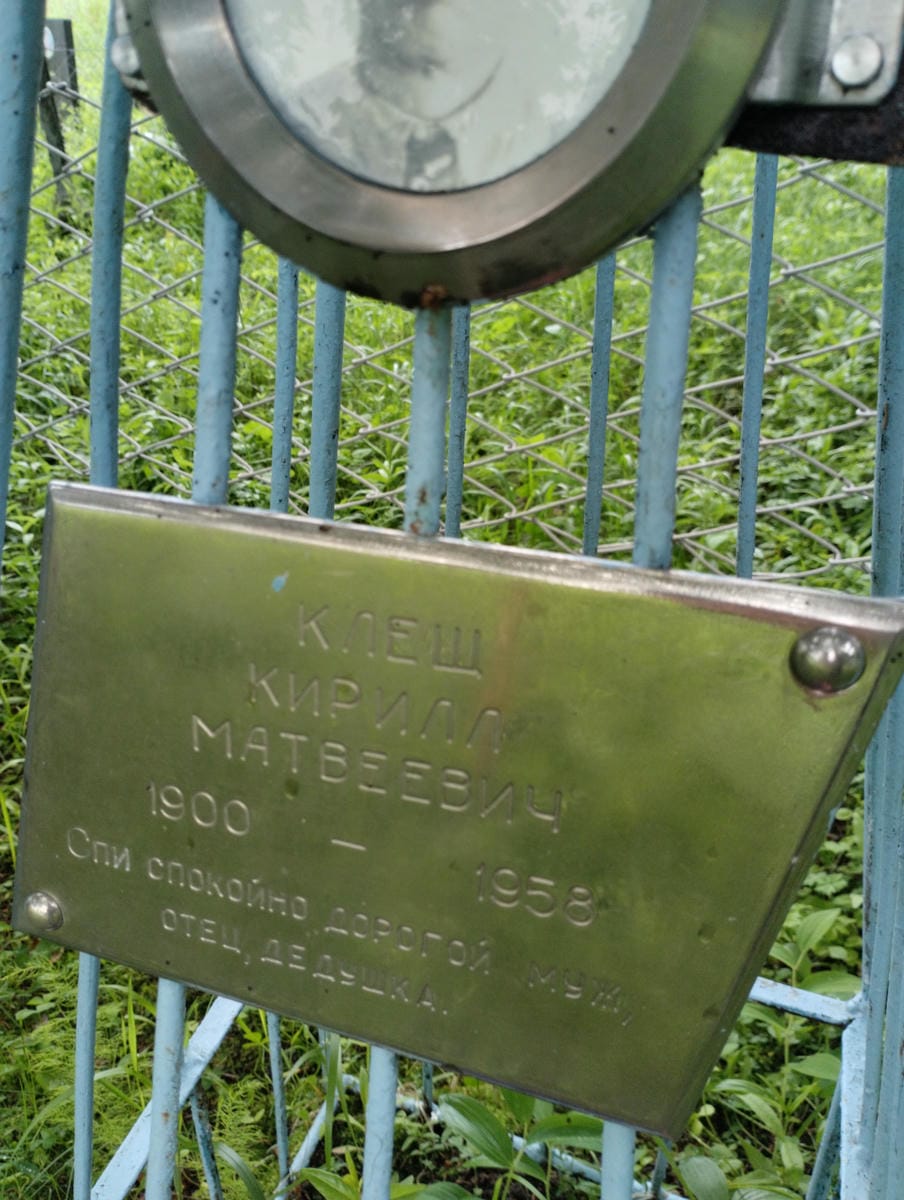 КЛЕЩ
КИРИЛЛ
МАТВЕЕВИЧ
1900 — 1958
Спи спокойно дорогой муж,
отец, дедушка.